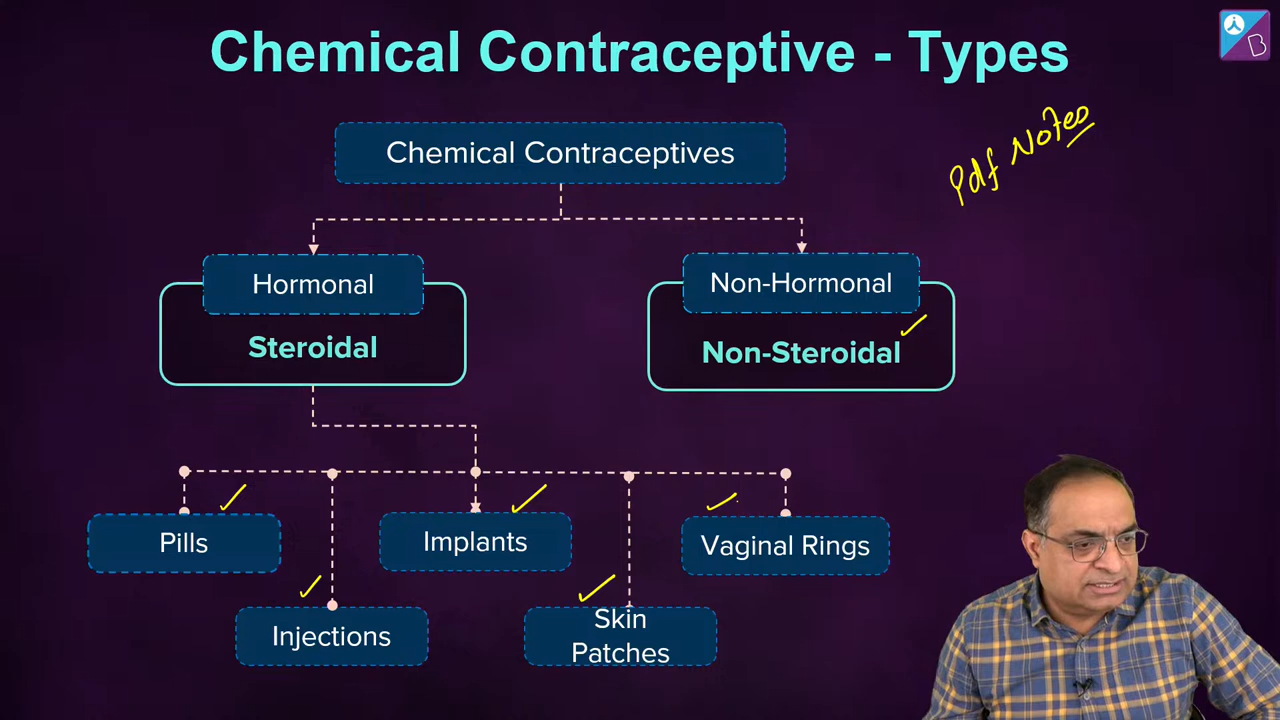 Chemical Contraceptive - Types
Pdf Notes
Chemical Contraceptives
Hormonal
Steroidal
Non-Hormonal
Non-Steroidal
Pills
Injections
Implants
Skin
Patches
Vaginal Rings
B